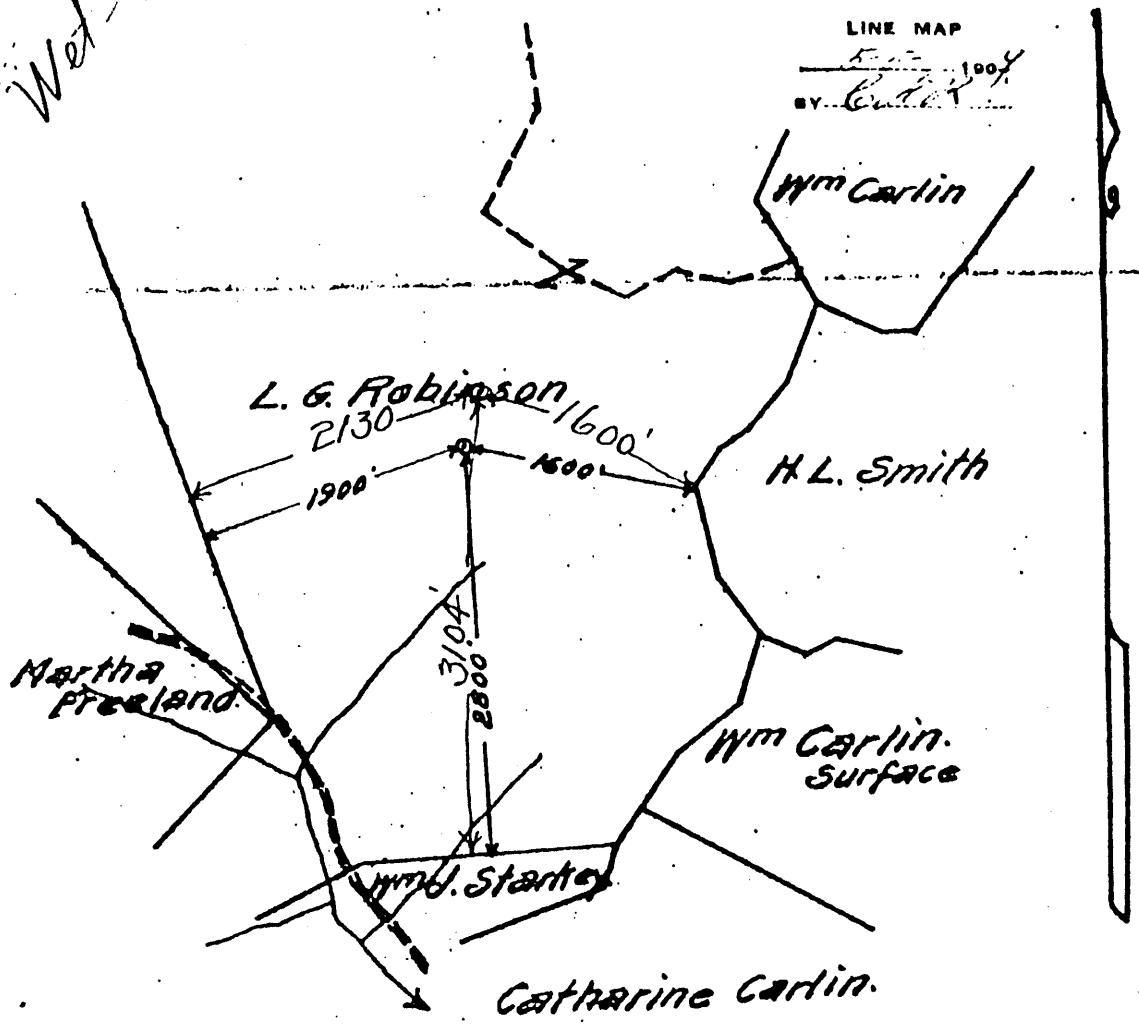 Wet
LINE MAP
1904
BY
Wm Carlin
L. G. Robinson
2130
1600'
1900'
1600'
H. L. Smith
3104'
2800'
Martha
Freeland.
Wm Carlin.
Surface
Wm J. Starkey
Catharine Carlin.